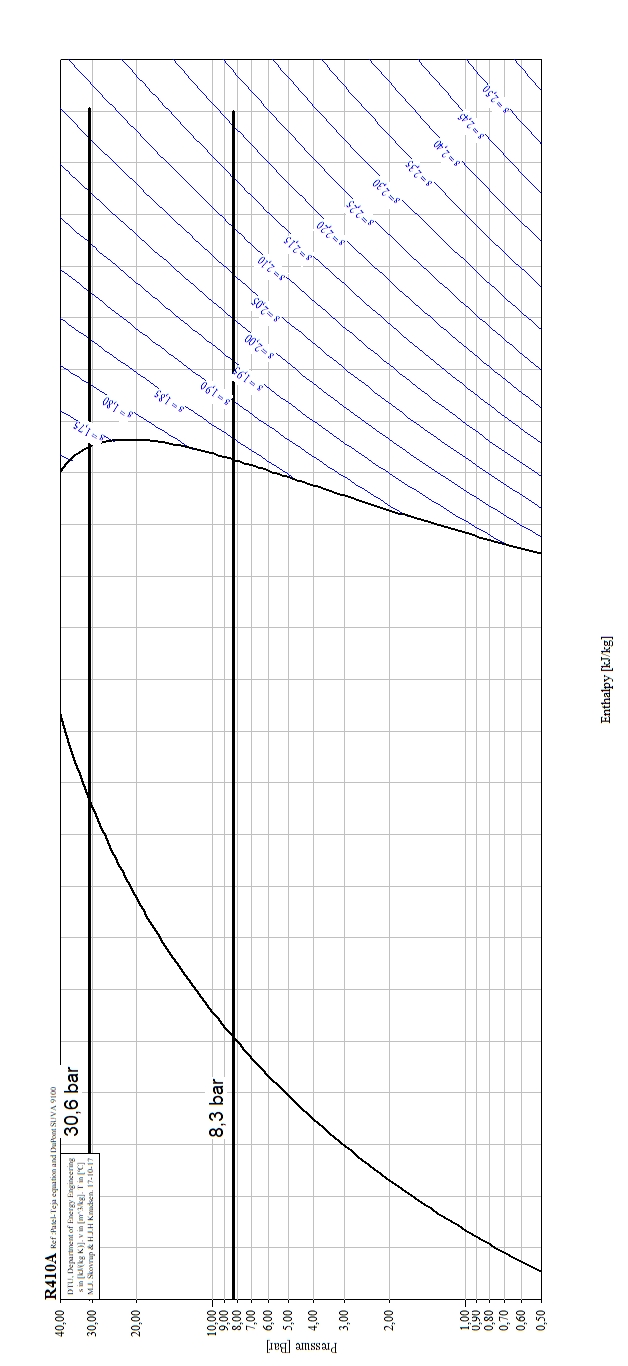 R410A Ref :Patel-Teja equation and DuPont SUVA 9100
DTU, Department of Energy Engineering
s in [kJ/(kg K)]. v in [m^3/kg]. T in [ºC]
M.J. Skovrup & H.J.H Knudsen. 17-10-17
30,6 bar
8,3 bar
Pressure [Bar]
40,00
30,00
20,00
10,00
9,00
8,00
7,00
6,00
5,00
4,00
3,00
2,00
1,00
0,90
0,80
0,70
0,60
0,50
s = 1,75
s = 1,80
s = 1,85
s = 1,90
s = 1,95
s = 2,00
s = 2,05
s = 2,10
s = 2,15
s = 2,20
s = 2,25
s = 2,30
s = 2,35
s = 2,40
s = 2,45
s = 2,50
Enthalpy [kJ/kg]